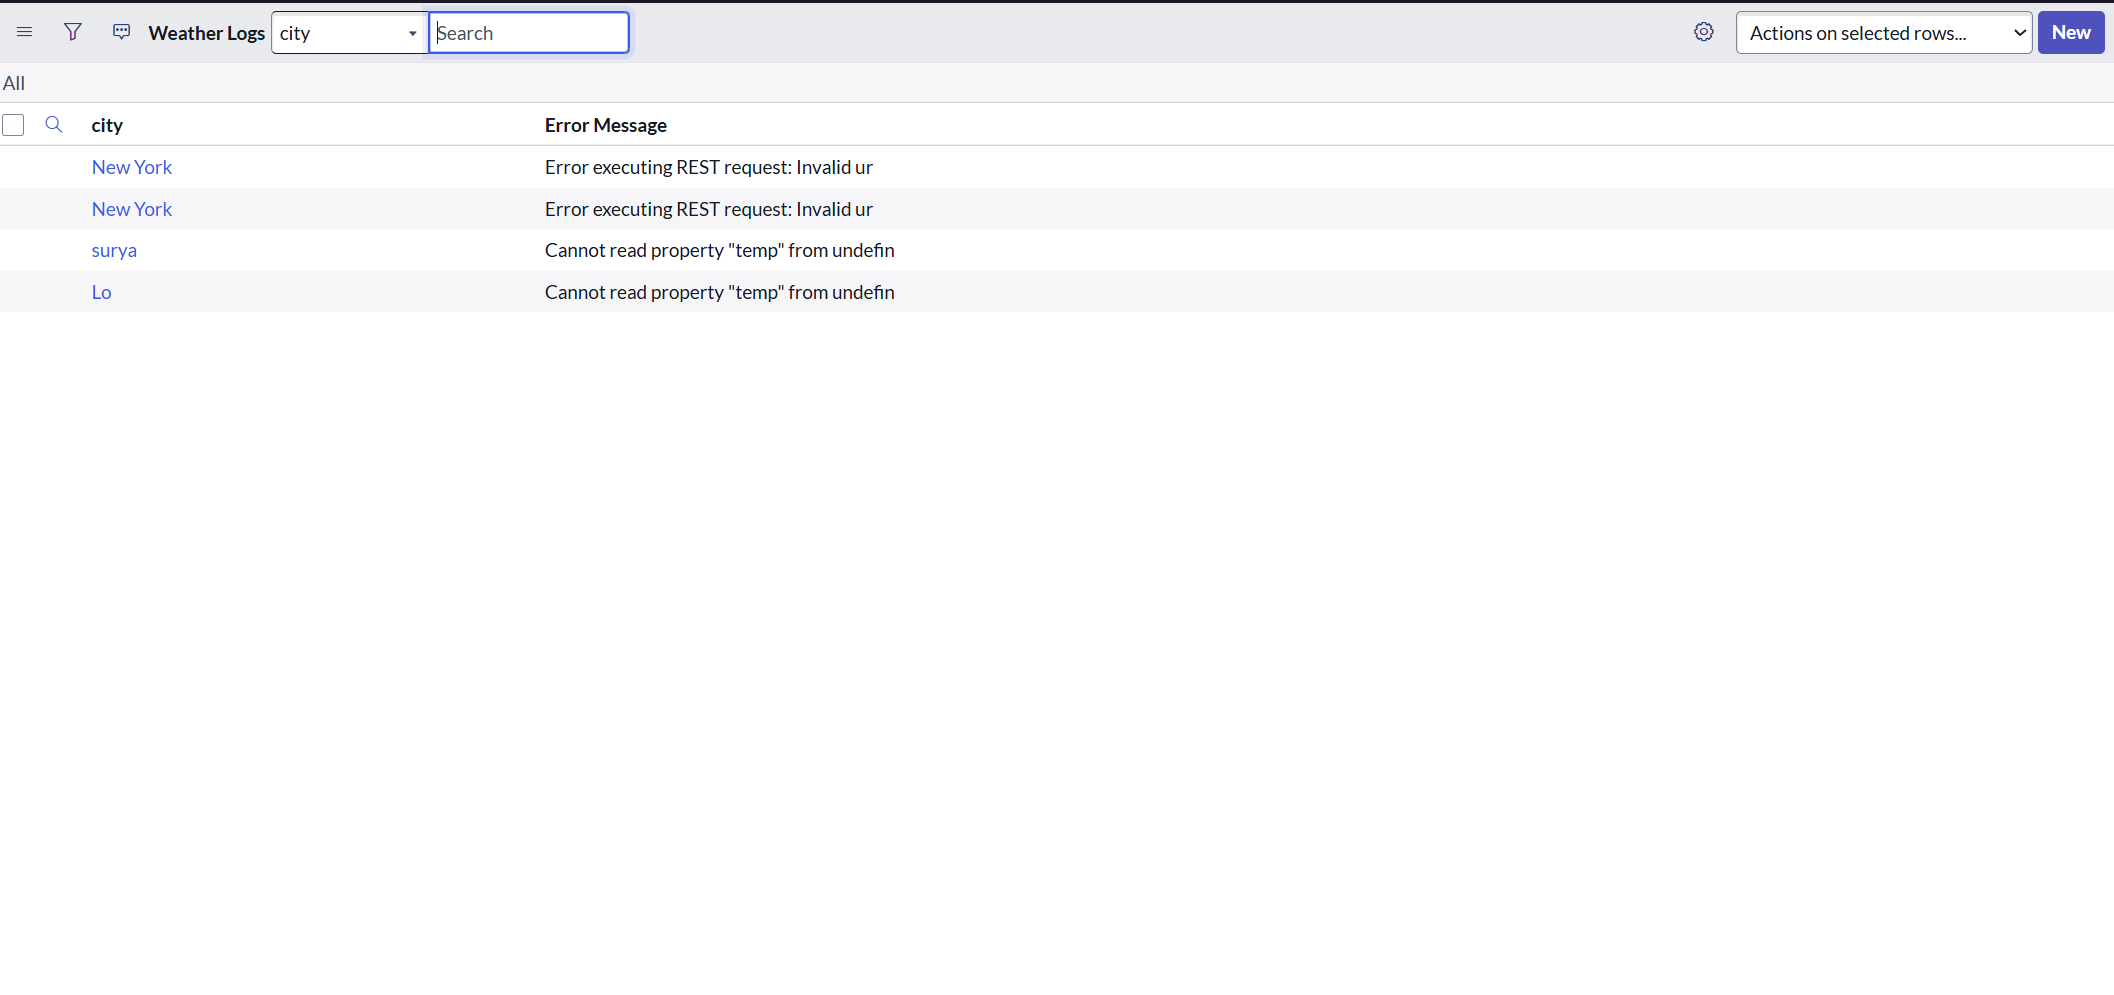 Weather Logs city Search Actions on selected rows... New
All
city Error Message
New York Error executing REST request: Invalid ur
New York Error executing REST request: Invalid ur
surya Cannot read property "temp" from undefin
Lo Cannot read property "temp" from undefin